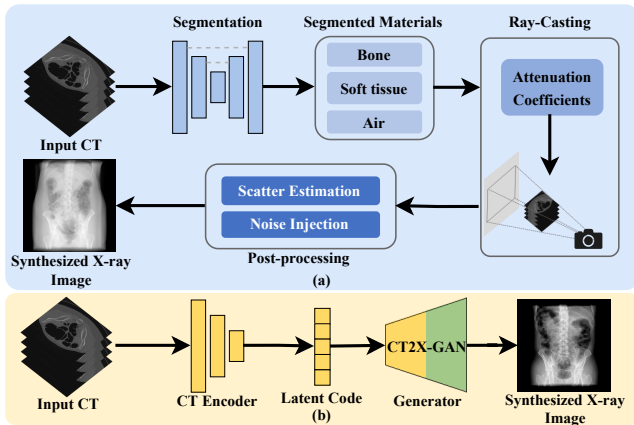 Segmentation
Segmented Materials
Ray-Casting
Bone
Soft tissue
Air
Attenuation
Coefficients
Input CT
Scatter Estimation
Noise Injection
Post-processing
Synthesized X-ray
Image
(a)
Input CT
CT Encoder
Latent Code
CT2X-GAN
Generator
Synthesized X-ray
Image
(b)